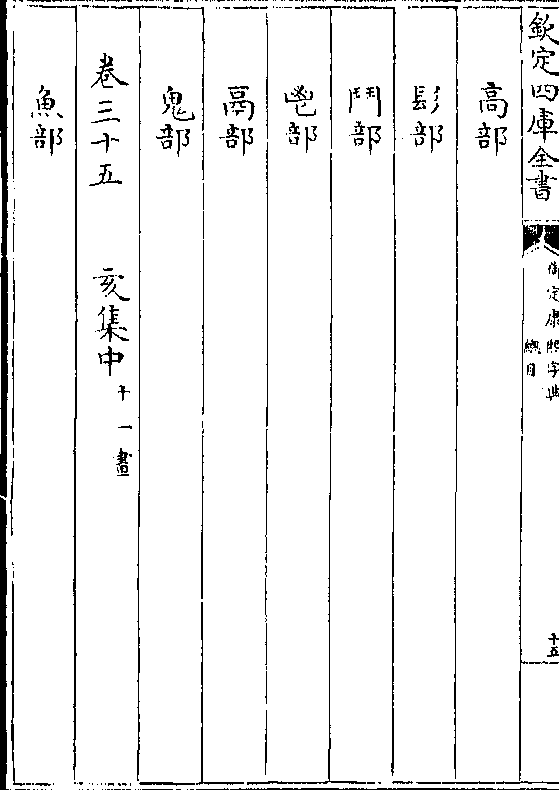 欽定四庫全書
御定康熙字典
總目
十五
高部
髟部
鬥部
鬯部
鬲部
鬼部
卷三十五 亥集中十一畫
魚部